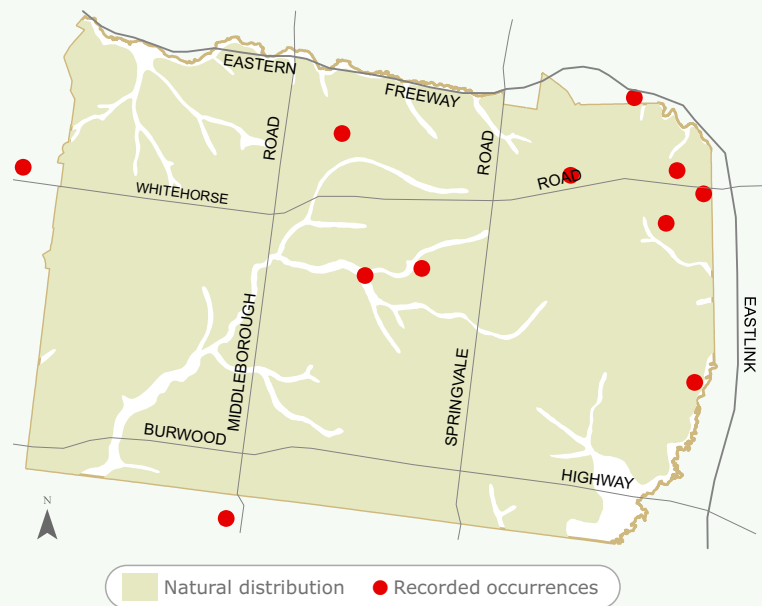 EASTERN
FREEWAY
ROAD
ROAD
WHITEHORSE
ROAD
MIDDLEBOROUGH
SPRINGVALE
EASTLINK
BURWOOD
HIGHWAY
N
Natural distribution
Recorded occurrences